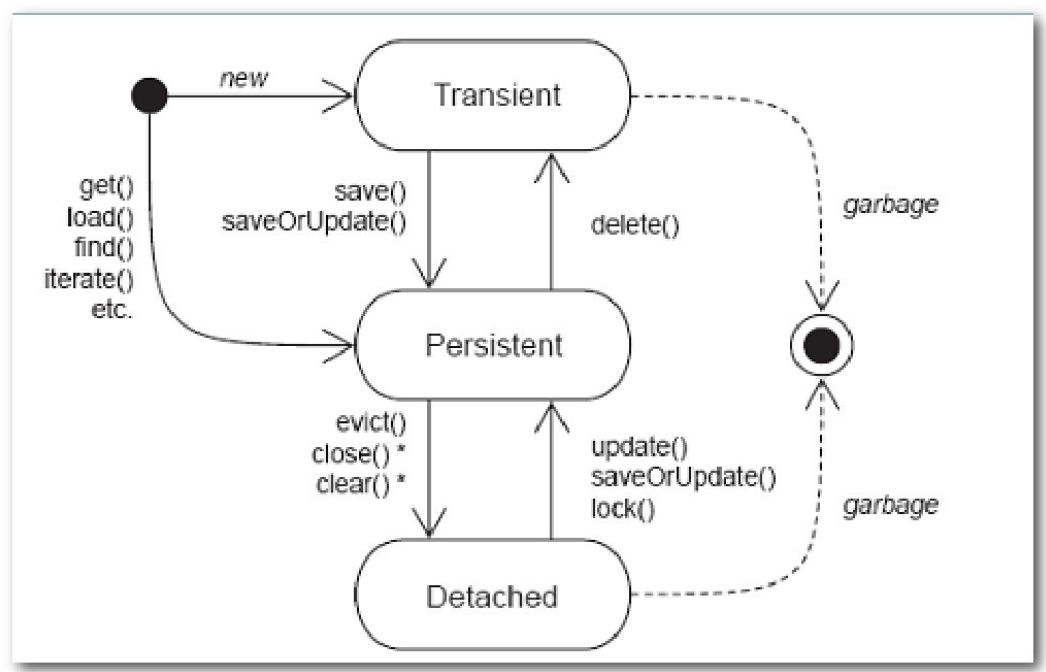 new
Transient
get()
load()
find()
iterate()
etc.
save()
saveOrUpdate()
delete()
garbage
Persistent
evict()
close() *
clear() *
update()
saveOrUpdate()
lock()
garbage
Detached